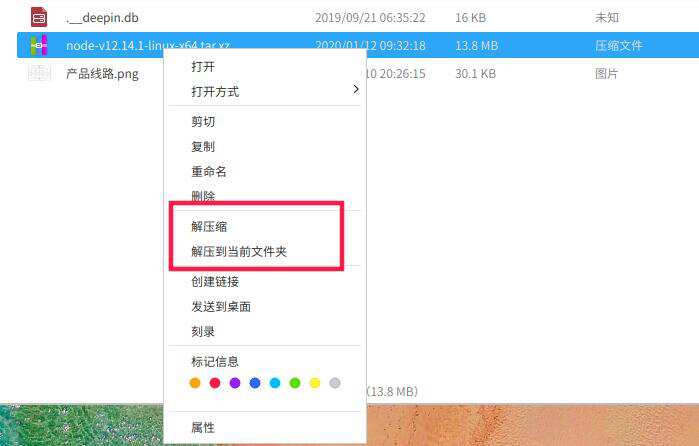 .__deepin.db 2019/09/21 06:35:22 16 KB 未知
node-v12.14.1-linux-x64.tar.xz 2020/01/12 09:32:18 13.8 MB 压缩文件
产品线路.png 10 20:26:15 30.1 KB 图片
打开
打开方式
剪切
复制
重命名
删除
解压缩
解压到当前文件夹
创建链接
发送到桌面
刻录
标记信息
(13.8 MB)
属性